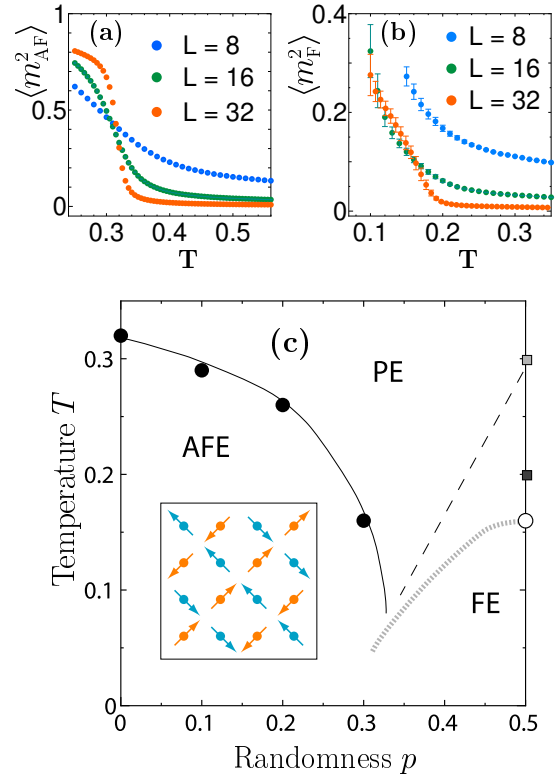 (a)
⟨m²_AF⟩
L = 8
L = 16
L = 32
1
0.5
0
0.3 0.4 0.5
T
(b)
⟨m²_F⟩
L = 8
L = 16
L = 32
0.4
0.2
0
0.1 0.2 0.3
T
(c)
PE
AFE
FE
Temperature T
0.3
0.2
0.1
0
0 0.1 0.2 0.3 0.4 0.5
Randomness p